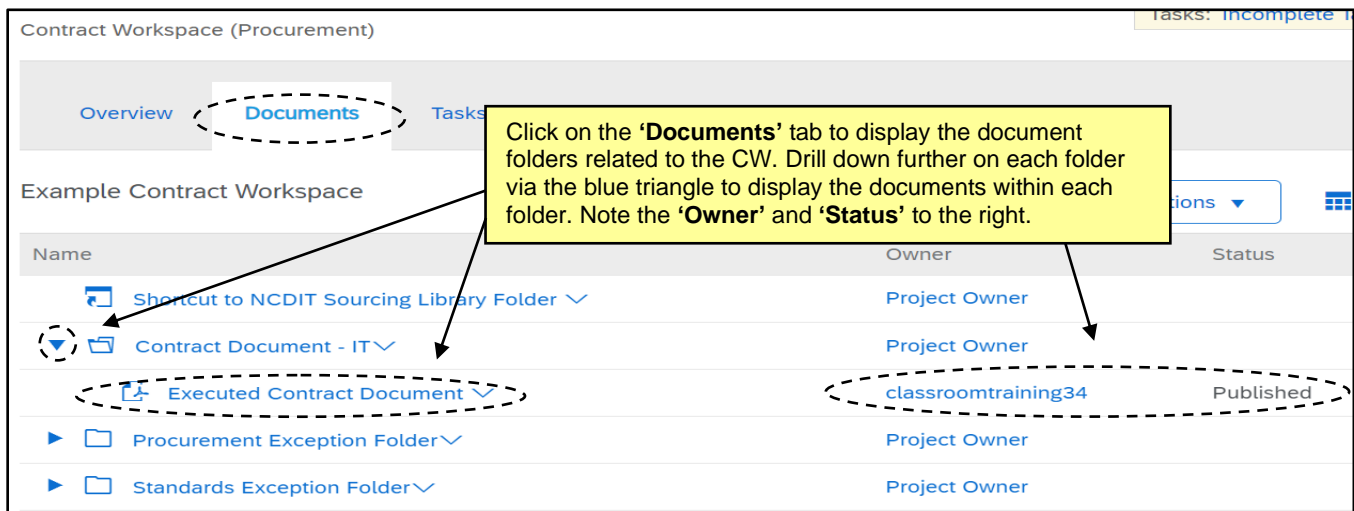 Contract Workspace (Procurement)
Tasks: Incomplete
Overview
Documents
Tasks
Click on the ‘Documents’ tab to display the document
folders related to the CW. Drill down further on each folder
via the blue triangle to display the documents within each
folder. Note the ‘Owner’ and ‘Status’ to the right.
Example Contract Workspace
tions
Name Owner Status
Shortcut to NCDIT Sourcing Library Folder Project Owner
Contract Document - IT Project Owner
Executed Contract Document classroomtraining34 Published
Procurement Exception Folder Project Owner
Standards Exception Folder Project Owner